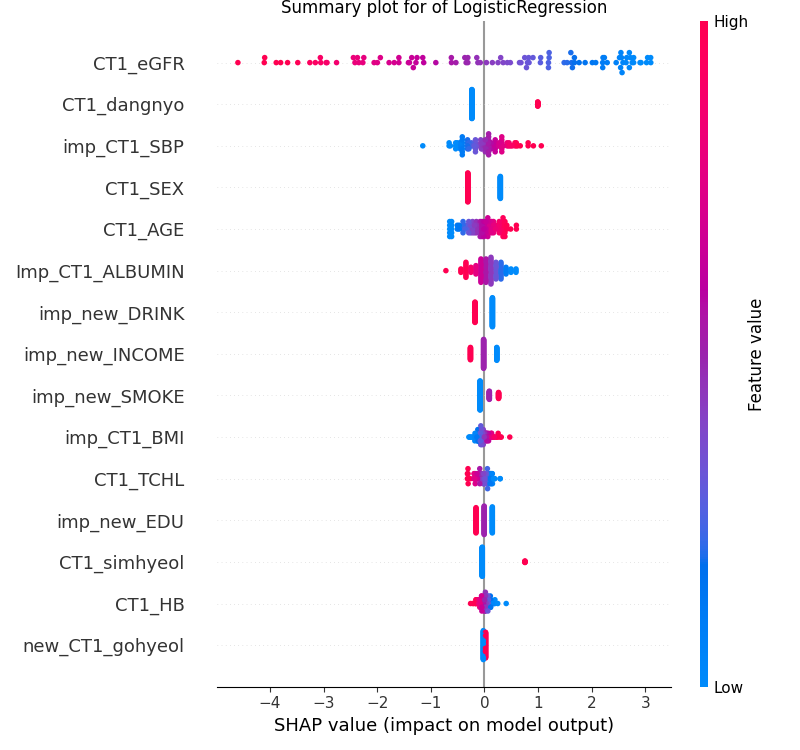 Summary plot for of LogisticRegression
High
CT1_eGFR
CT1_dangnyo
imp_CT1_SBP
CT1_SEX
CT1_AGE
Imp_CT1_ALBUMIN
imp_new_DRINK
imp_new_INCOME
imp_new_SMOKE
imp_CT1_BMI
CT1_TCHL
imp_new_EDU
CT1_simhyeol
CT1_HB
new_CT1_gohyeol
Feature value
Low
−4 −3 −2 −1 0 1 2 3
SHAP value (impact on model output)